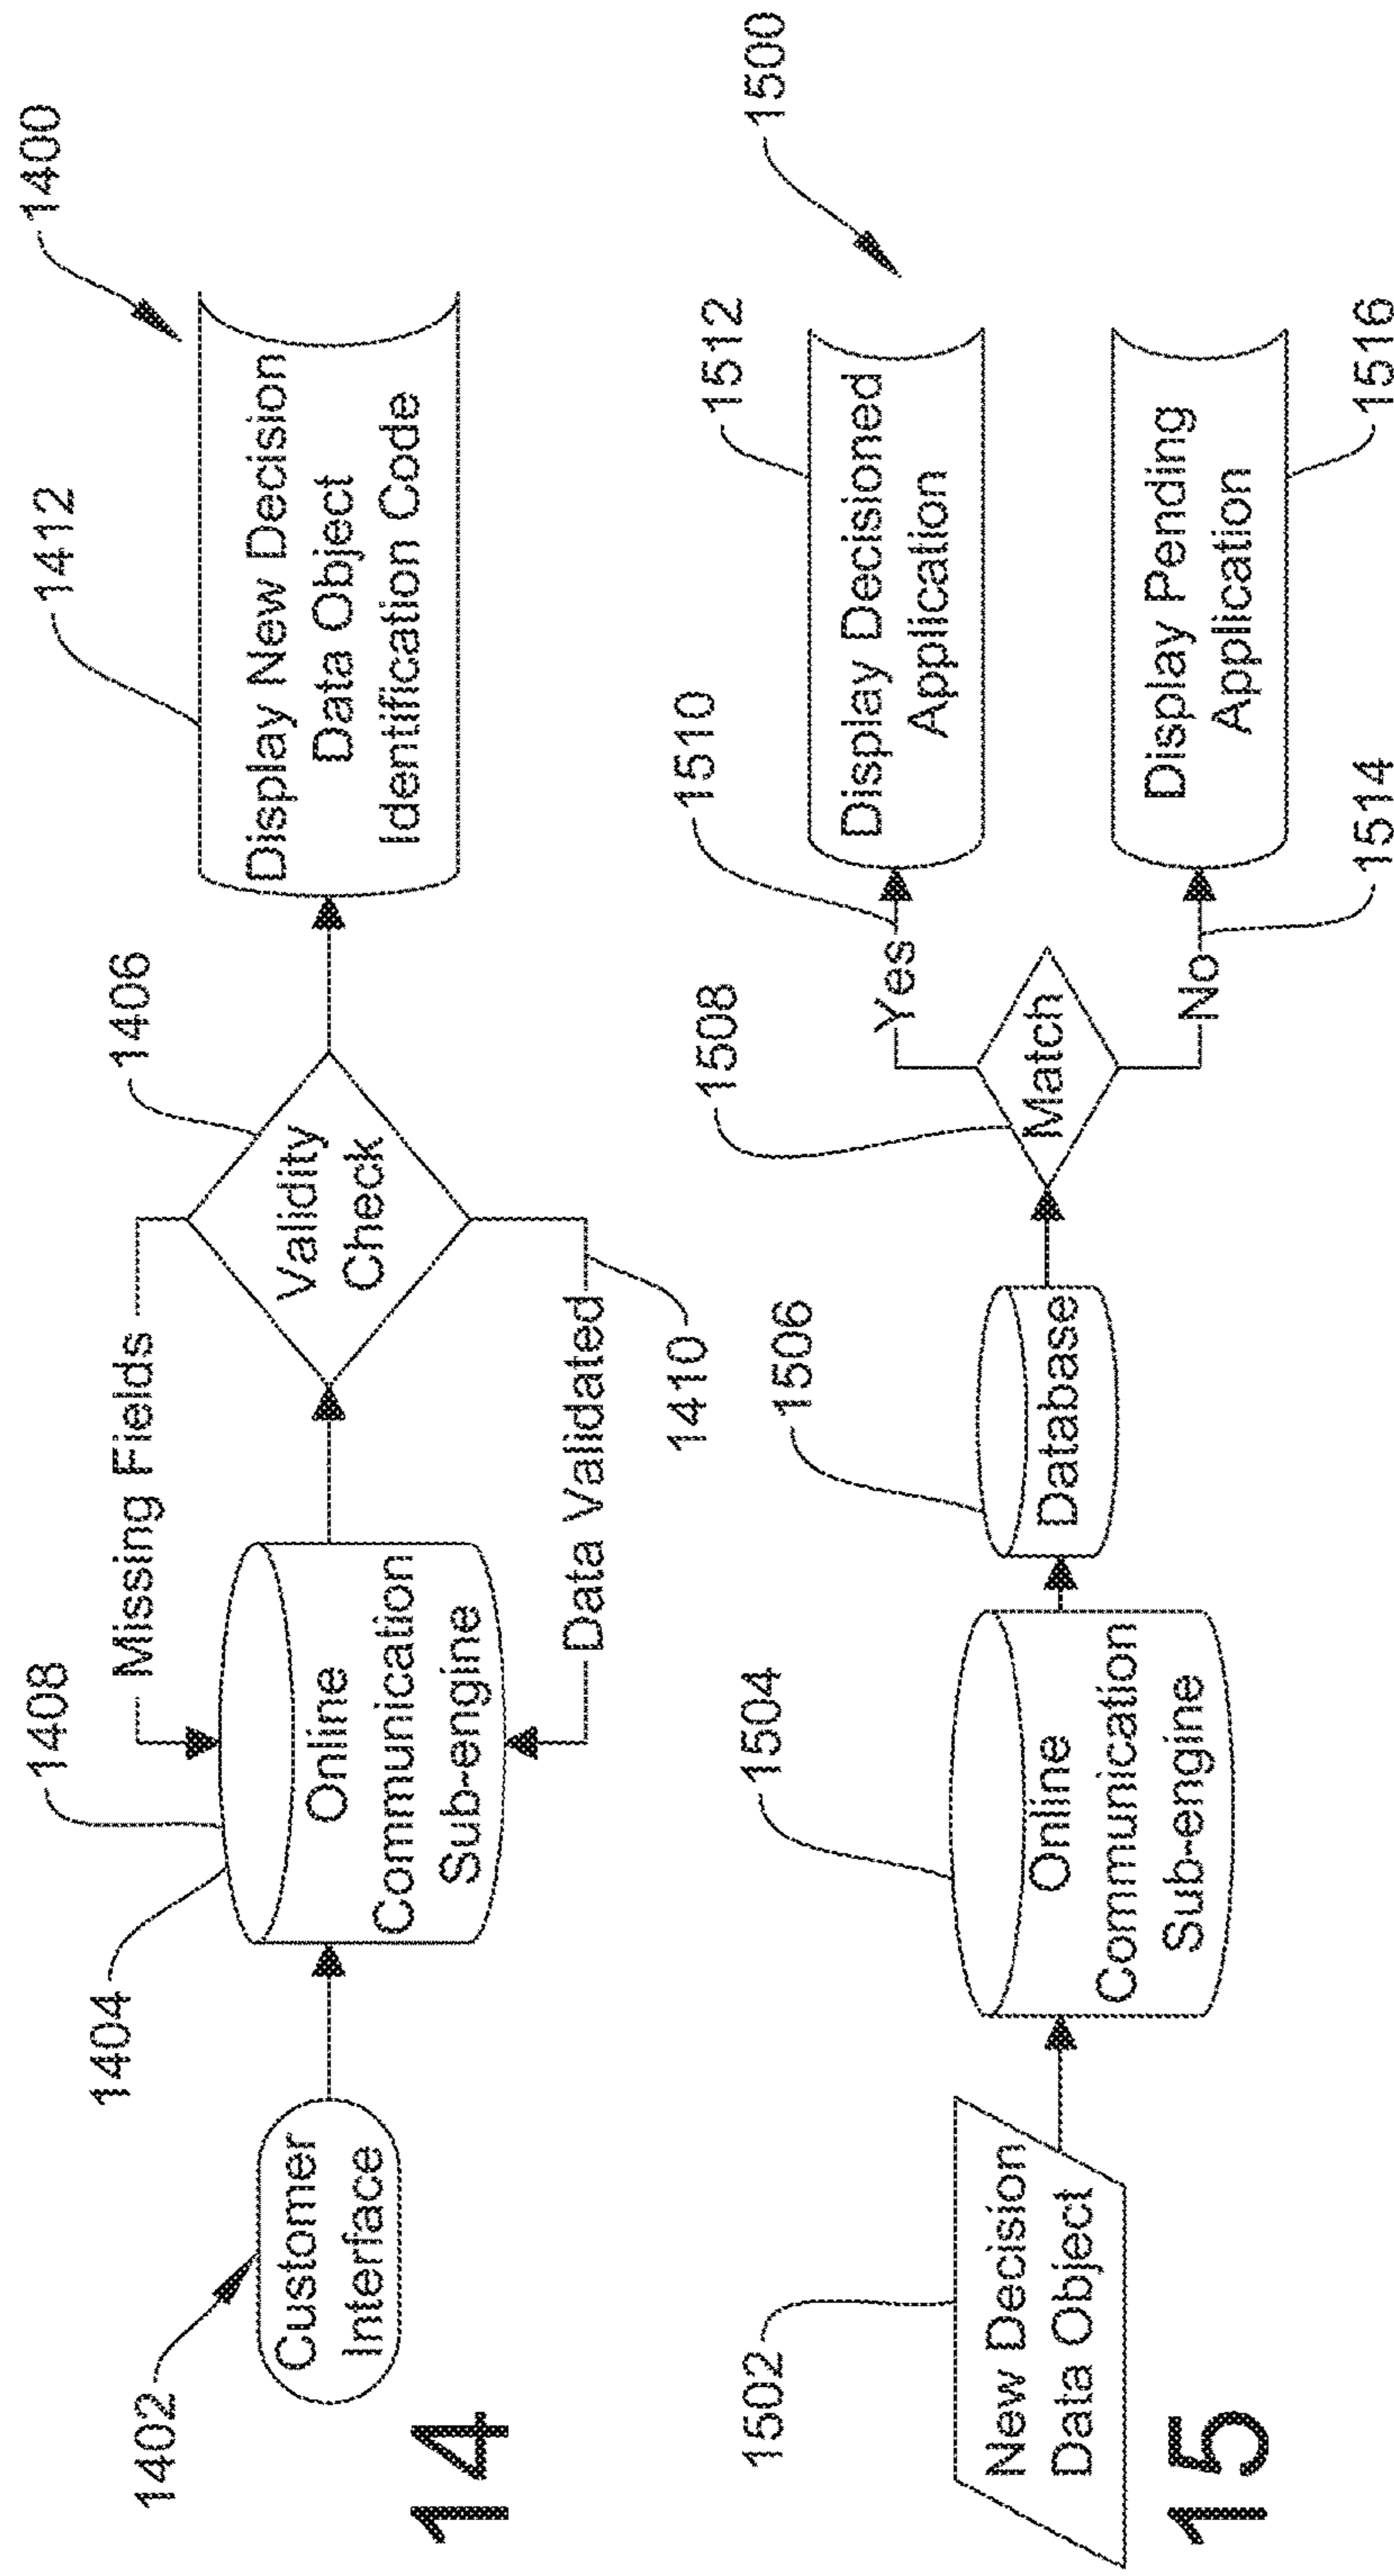 1400
1412
1406
1408
1404
1402
Missing Fields
Customer
Interface
Online
Communication
Sub-engine
Validity
Check
Display New Decision
Data Object
Identification Code
Data Validated
1410
14
1500
1512
1510
1508
1506
1504
1502
New Decision
Data Object
Online
Communication
Sub-engine
Database
Match
Yes
Display Decisioned
Application
No
Display Pending
Application
1514
1516
15